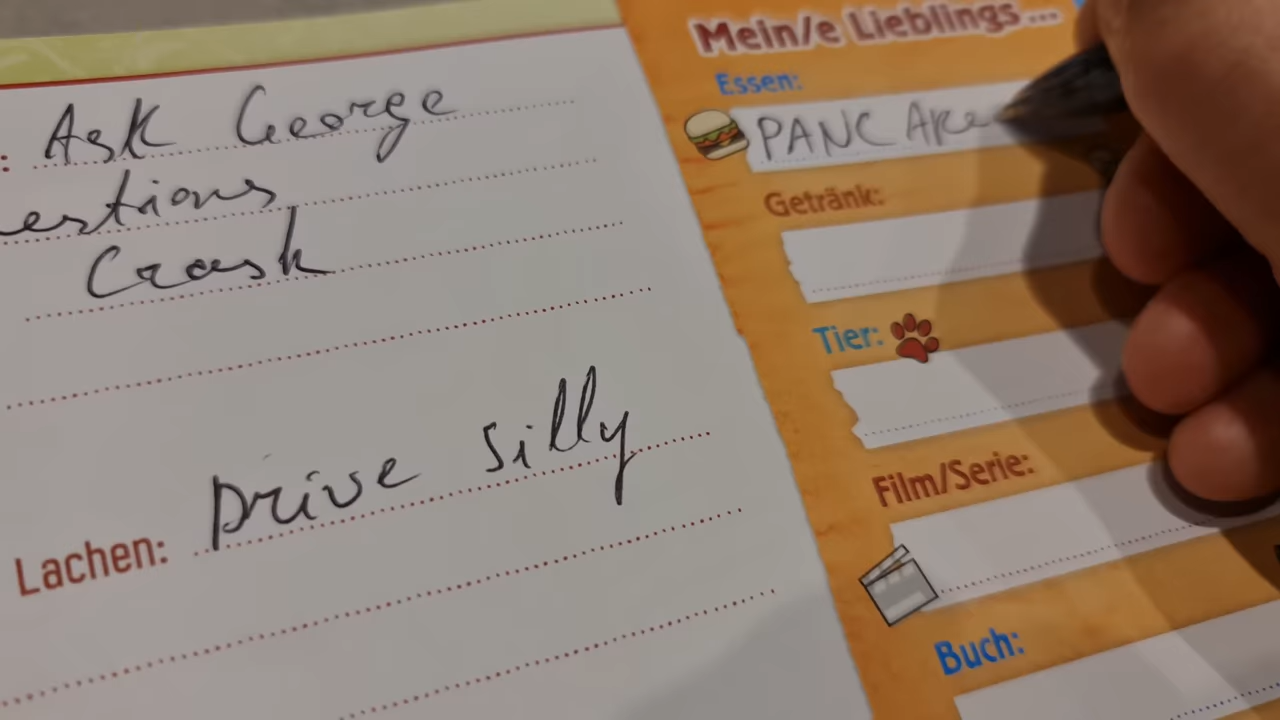 : Ask George
estions
Crash
Lachen: Drive silly
Mein/e Lieblings...
Essen:
PANCAKe
Getränk:
Tier:
Film/Serie:
Buch: